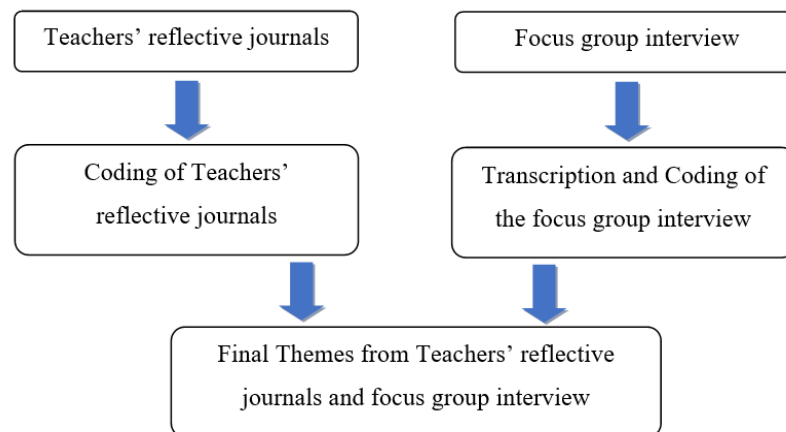 Teachers’ reflective journals
Focus group interview
Coding of Teachers’
reflective journals
Transcription and Coding of
the focus group interview
Final Themes from Teachers’ reflective
journals and focus group interview